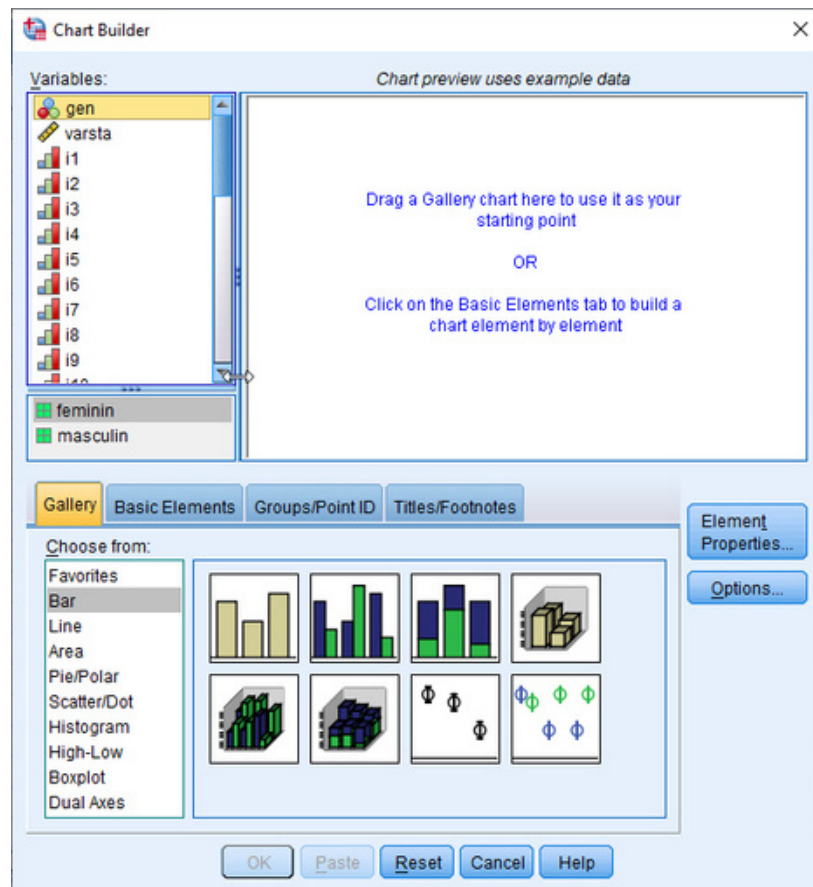 Chart Builder
Variables:
Chart preview uses example data
gen
varsta
i1
i2
i3
i4
i5
i6
i7
i8
i9
feminin
masculin
Drag a Gallery chart here to use it as your
starting point
OR
Click on the Basic Elements tab to build a
chart element by element
Gallery
Basic Elements
Groups/Point ID
Titles/Footnotes
Choose from:
Favorites
Bar
Line
Area
Pie/Polar
Scatter/Dot
Histogram
High-Low
Boxplot
Dual Axes
Element
Properties...
Options...
OK
Paste
Reset
Cancel
Help